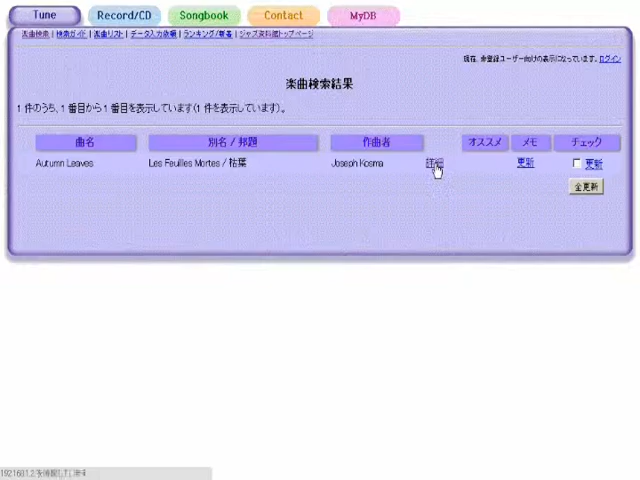 Tune Record/CD Songbook Contact MyDB
楽曲検索 | 検索ガイド | 楽曲リスト | データ入力依頼 | ランキング/新着 | ジャズ資料館トップページ
現在、非登録ユーザー向けの表示になっています。ログイン
楽曲検索結果
1 件のうち、1 番目から 1 番目を表示しています(1 件を表示しています)。
曲名 別名 / 邦題 作曲者 オススメ メモ チェック
Autumn Leaves Les Feuilles Mortes / 枯葉 Joseph Kosma 詳細 更新 更新
全更新